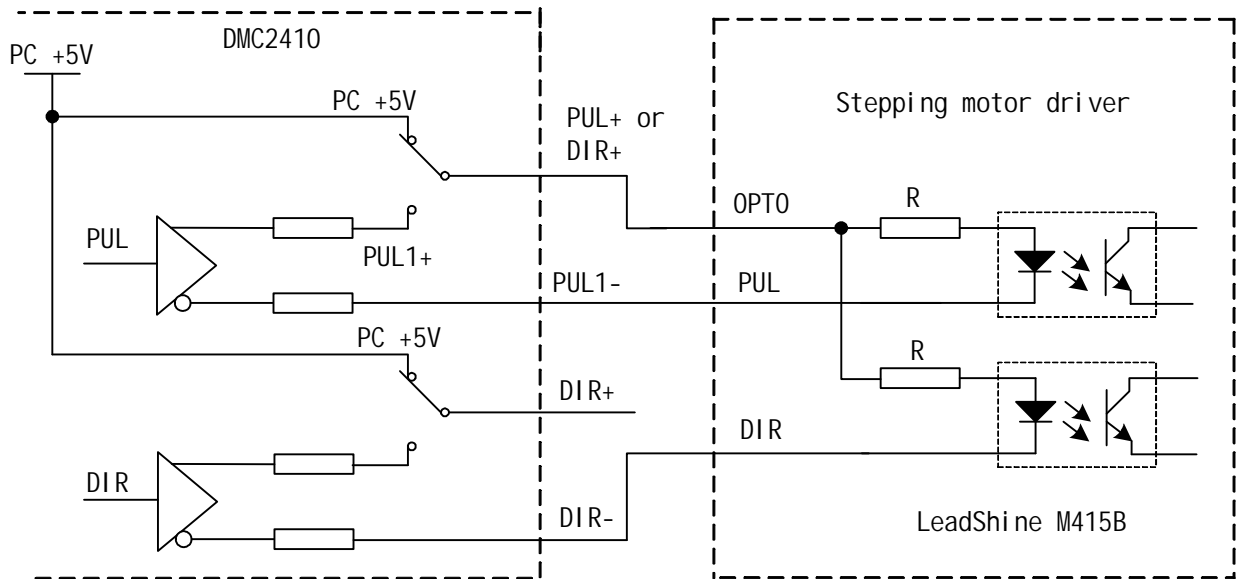 DMC2410
PC +5V
PC +5V
PUL+ or
DIR+
Stepping motor driver
OPTO
R
PUL
PUL1+
PUL1-
PUL
PC +5V
R
DIR+
DIR
DIR
DIR-
LeadShine M415B